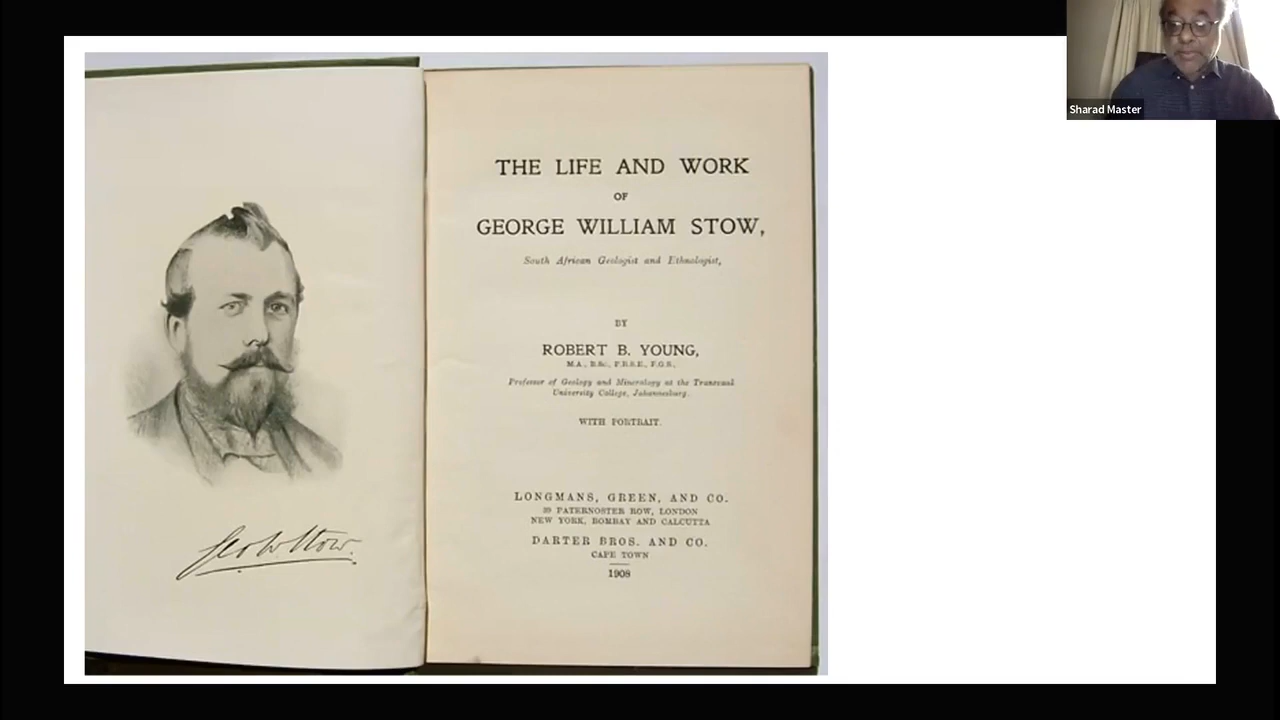 Sharad Master
THE LIFE AND WORK
OF
GEORGE WILLIAM STOW,
South African Geologist and Ethnologist,
BY
ROBERT B. YOUNG,
M.A., B.Sc., F.R.S.E., F.G.S.,
Professor of Geology and Mineralogy at the Transvaal
University College, Johannesburg.
WITH PORTRAIT.
LONGMANS, GREEN, AND CO.
39 PATERNOSTER ROW, LONDON
NEW YORK, BOMBAY AND CALCUTTA
DARTER BROS. AND CO.
CAPE TOWN
1908
Geo W Stow.